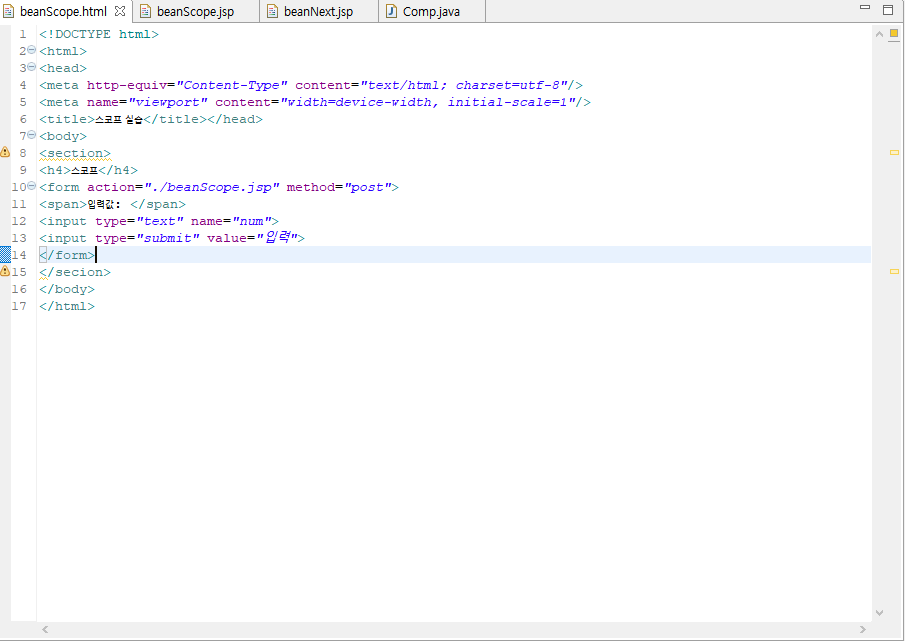 beanScope.html beanScope.jsp beanNext.jsp Comp.java
1 <!DOCTYPE html>
2 <html>
3 <head>
4 <meta http-equiv="Content-Type" content="text/html; charset=utf-8"/>
5 <meta name="viewport" content="width=device-width, initial-scale=1"/>
6 <title>스코프 실습</title></head>
7 <body>
8 <section>
9 <h4>스코프</h4>
10 <form action="./beanScope.jsp" method="post">
11 <span>입력값: </span>
12 <input type="text" name="num">
13 <input type="submit" value="입력">
14 </form>
15 </secion>
16 </body>
17 </html>